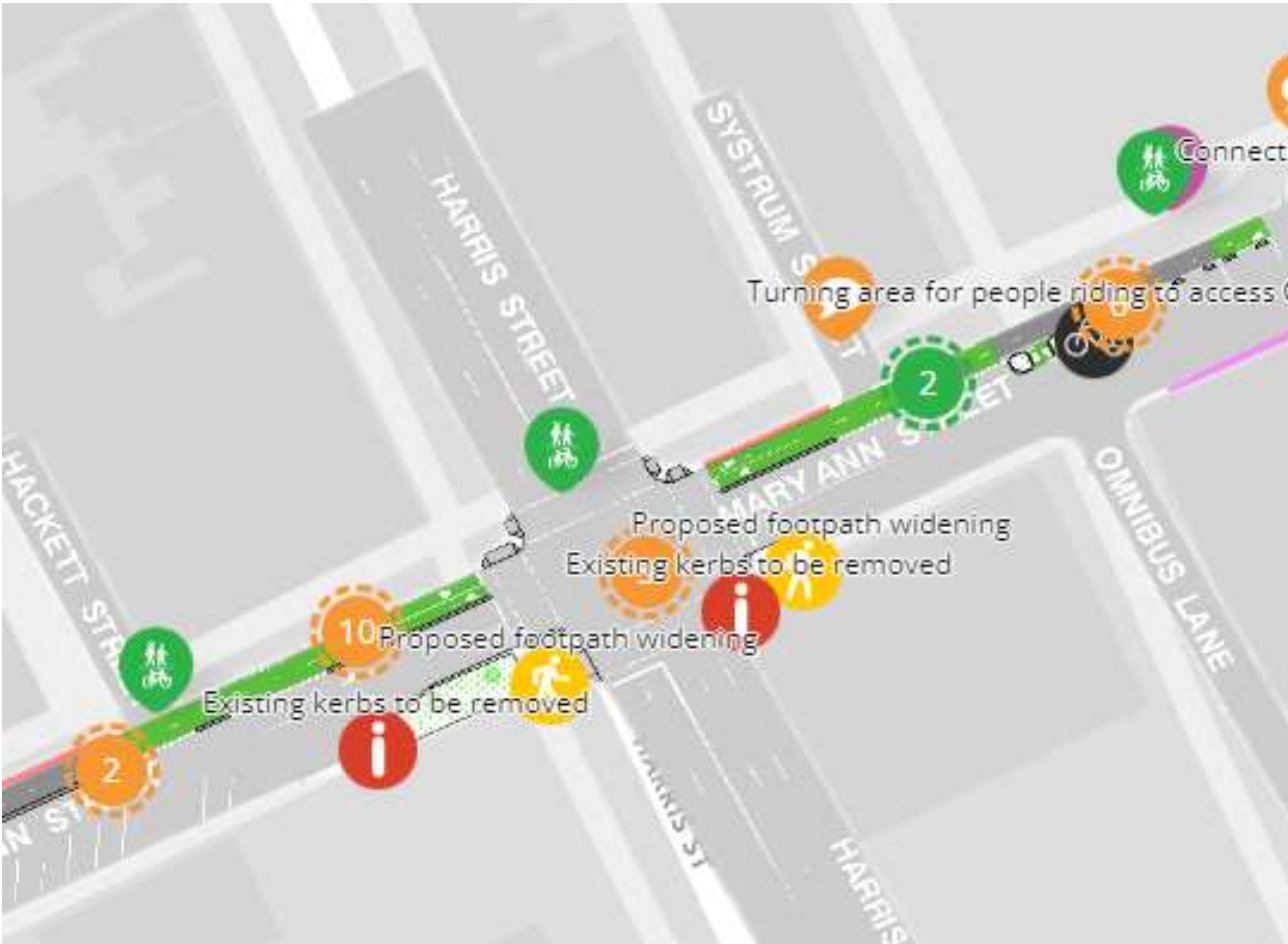 HARRIS STREET
SYSTRUM
Connect
Turning area for people riding to access
2
MARY ANN STREET
OMNIBUS LANE
HACKETT
Proposed footpath widening
Existing kerbs to be removed
i
10
Proposed footpath widening
Existing kerbs to be removed
i
2
HARRIS ST
HARRIS